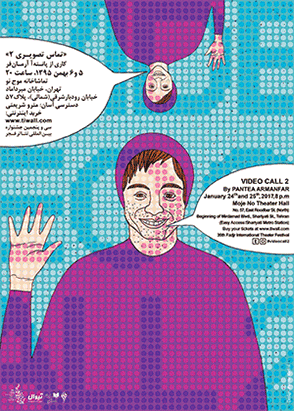 «تماس تصویری ۲»
کاری از پانته‌آ آرمان‌فر
۵ و ۶ بهمن ۱۳۹۵، ساعت ۲۰
تماشاخانه موج نو
تهران، خیابان میرداماد
خیابان رودبارشرقی(شمالی)، پلاک ۵۷
دسترسی آسان: مترو شریعتی
خرید اینترنتی:
www.tiwall.com
سی و پنجمین جشنواره
بین‌المللی تئاتر فجر
VIDEO CALL 2
By PANTEA ARMANFAR
January 24th and 25th, 2017, 8 p.m
Moje No Theater Hall
No. 57, East Roodbar St. (North)
Beginning of Mirdamad Blvd., Shariyati St., Tehran
(Easy Access: Shariyati Metro Station)
Buy your tickets at www.tiwall.com
35th Fadjr International Theater Festival
#videocall2
تیوال